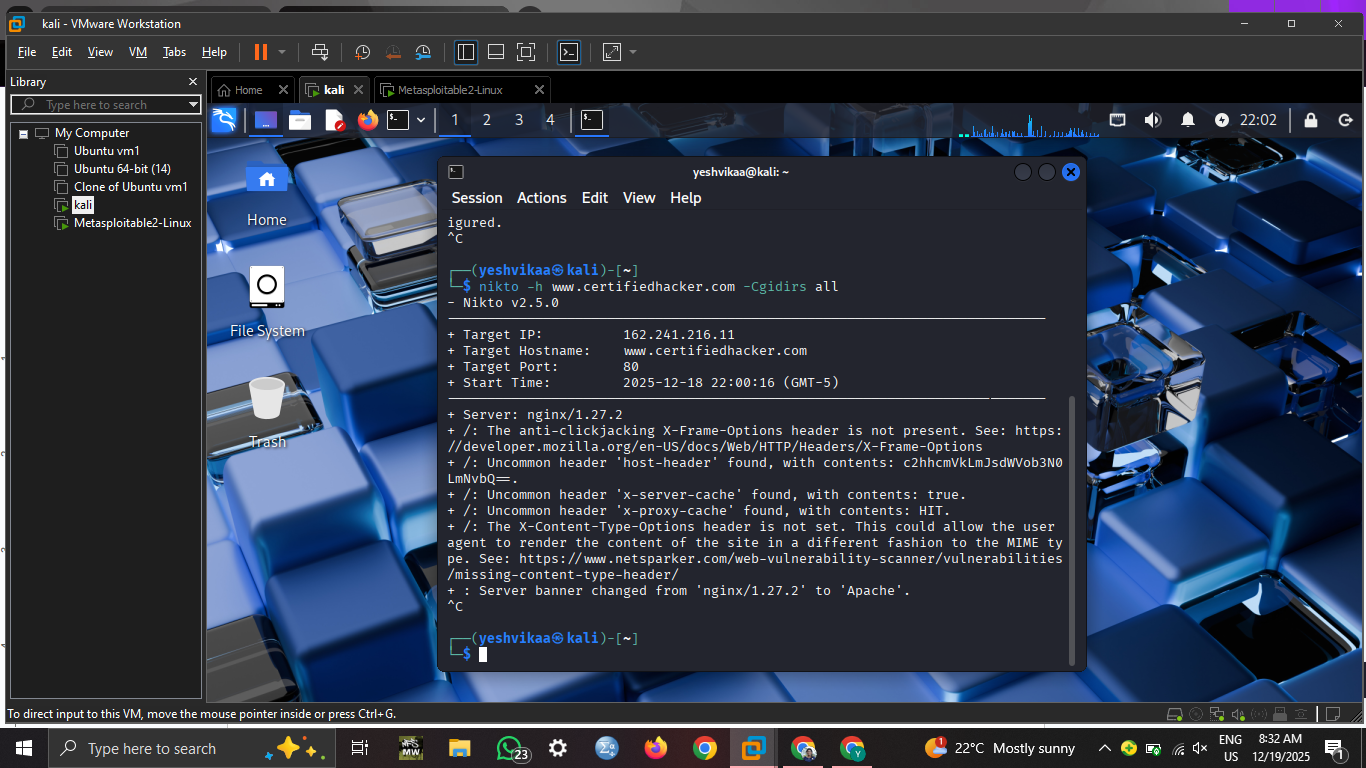 kali - VMware Workstation
File Edit View VM Tabs Help
Library
Type here to search
My Computer
Ubuntu vm1
Ubuntu 64-bit (14)
Clone of Ubuntu vm1
kali
Metasploitable2-Linux
Home kali Metasploitable2-Linux
1 2 3 4 22:02
Home
File System
Trash
yeshvikaa@kali: ~
Session Actions Edit View Help
igured.
^C
┌──(yeshvikaa㉿kali)-[~]
└─$ nikto -h www.certifiedhacker.com -Cgidirs all
- Nikto v2.5.0
+ Target IP: 162.241.216.11
+ Target Hostname: www.certifiedhacker.com
+ Target Port: 80
+ Start Time: 2025-12-18 22:00:16 (GMT-5)
+ Server: nginx/1.27.2
+ /: The anti-clickjacking X-Frame-Options header is not present. See: https:
//developer.mozilla.org/en-US/docs/Web/HTTP/Headers/X-Frame-Options
+ /: Uncommon header 'host-header' found, with contents: c2hhcmVkLmJsdWVob3N0
LmNvbQ==.
+ /: Uncommon header 'x-server-cache' found, with contents: true.
+ /: Uncommon header 'x-proxy-cache' found, with contents: HIT.
+ /: The X-Content-Type-Options header is not set. This could allow the user
agent to render the content of the site in a different fashion to the MIME ty
pe. See: https://www.netsparker.com/web-vulnerability-scanner/vulnerabilities
/missing-content-type-header/
+ : Server banner changed from 'nginx/1.27.2' to 'Apache'.
^C
┌──(yeshvikaa㉿kali)-[~]
└─$
To direct input to this VM, move the mouse pointer inside or press Ctrl+G.
Type here to search
MW
23
1
22°C Mostly sunny
ENG
US
8:32 AM
12/19/2025
1